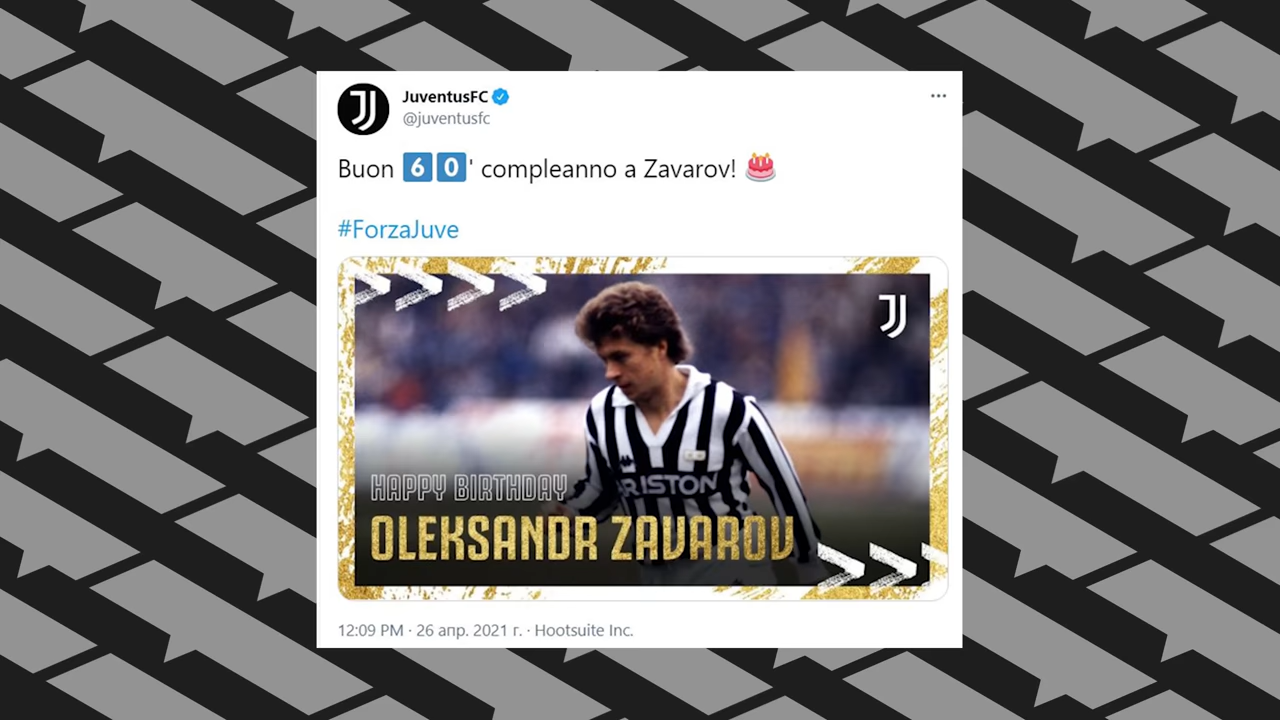 JuventusFC
@juventusfc
Buon 60' compleanno a Zavarov! 🎂
#ForzaJuve
ARISTON
HAPPY BIRTHDAY
OLEKSANDR ZAVAROV
12:09 PM · 26 апр. 2021 г. · Hootsuite Inc.